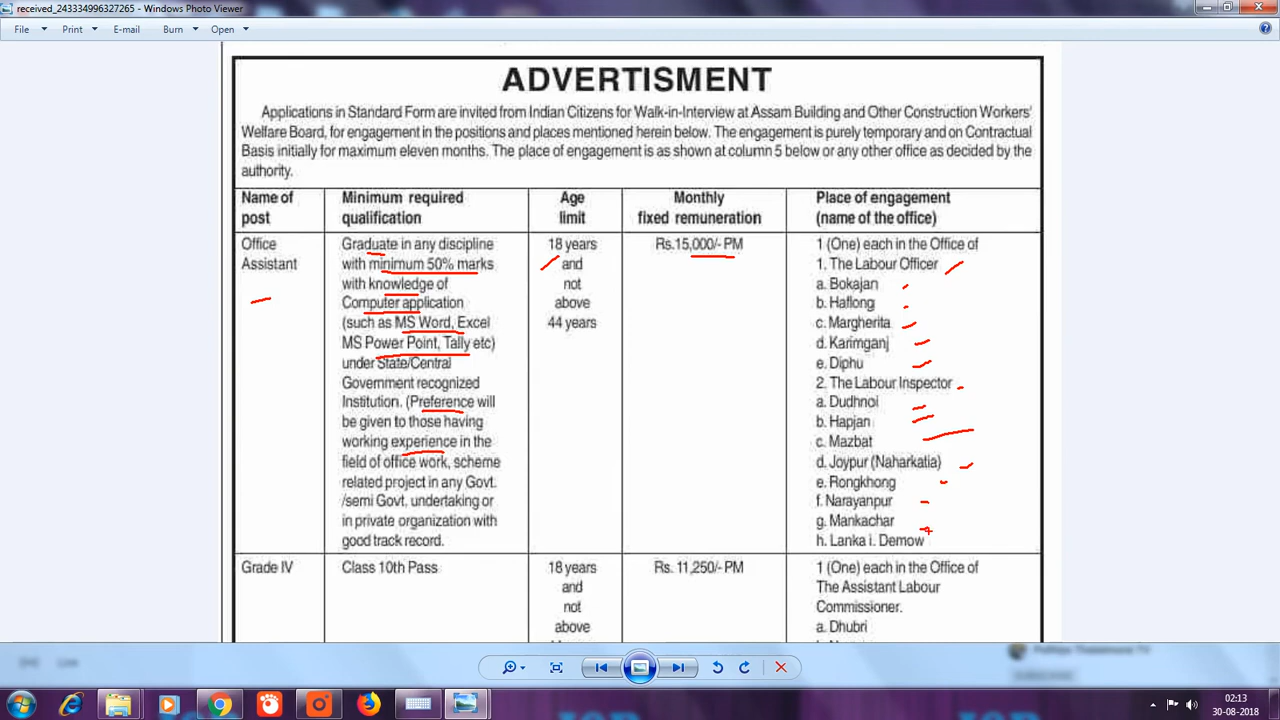 received_243334996327265 - Windows Photo Viewer
File Print E-mail Burn Open
ADVERTISMENT
Applications in Standard Form are invited from Indian Citizens for Walk-in-Interview at Assam Building and Other Construction Workers'
Welfare Board, for engagement in the positions and places mentioned herein below. The engagement is purely temporary and on Contractual
Basis initially for maximum eleven months. The place of engagement is as shown at column 5 below or any other office as decided by the
authority.
Name of
post
Minimum required
qualification
Age
limit
Monthly
fixed remuneration
Place of engagement
(name of the office)
Office
Assistant
Graduate in any discipline
with minimum 50% marks
with knowledge of
Computer application
(such as MS Word, Excel
MS Power Point, Tally etc)
under State/Central
Government recognized
Institution. (Preference will
be given to those having
working experience in the
field of office work, scheme
related project in any Govt.
/semi Govt. undertaking or
in private organization with
good track record.
18 years
and
not
above
44 years
Rs.15,000/- PM
1 (One) each in the Office of
1. The Labour Officer
a. Bokajan
b. Haflong
c. Margherita
d. Karimganj
e. Diphu
2. The Labour Inspector
a. Dudhnoi
b. Hapjan
c. Mazbat
d. Joypur (Naharkatia)
e. Rongkhong
f. Narayanpur
g. Mankachar
h. Lanka i. Demow
Grade IV
Class 10th Pass
18 years
and
not
above
Rs. 11,250/- PM
1 (One) each in the Office of
The Assistant Labour
Commissioner.
a. Dhubri
02:13
30-08-2018